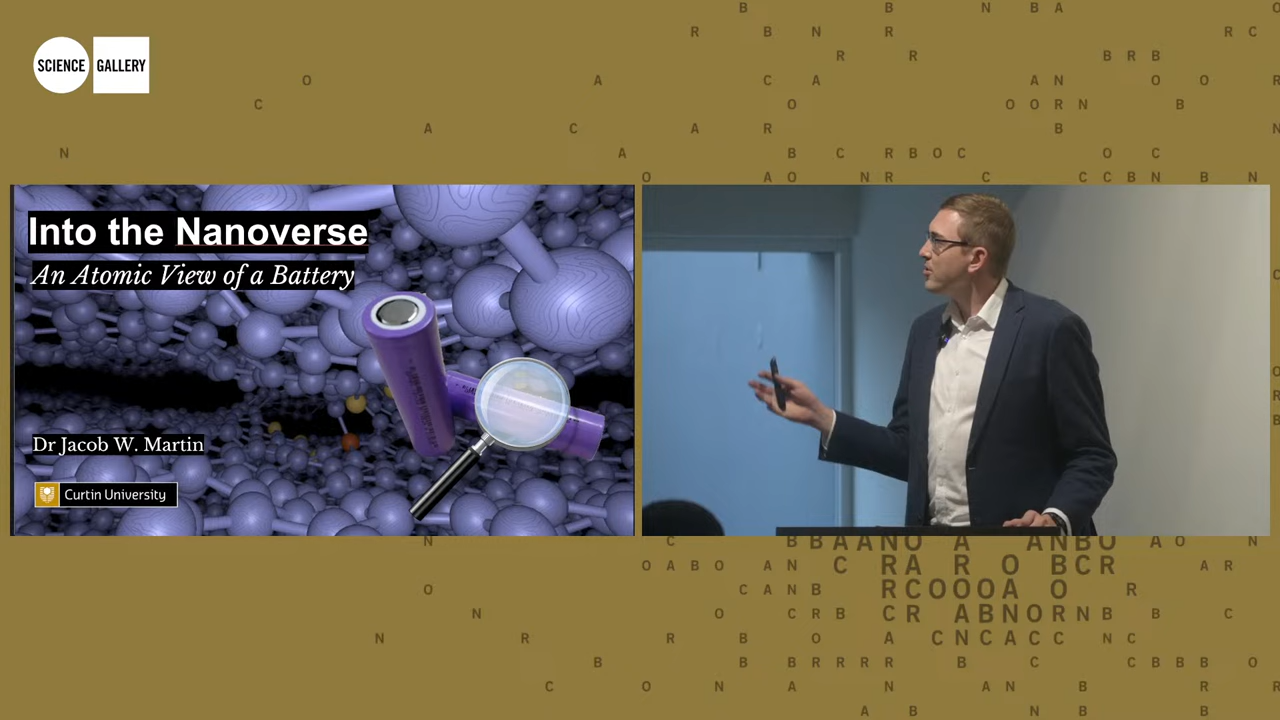 B B N B A O
R B N R R C
R R B R B
SCIENCE GALLERY
O A C A A N O O R
C O O O R N B
A C A R B N
N A B C R B O C O C
O A O N R C C C B N B N
Into the Nanoverse
An Atomic View of a Battery
Dr Jacob W. Martin
Curtin University
C
O
R
B
N C B B A A N O A A N B O A O N
O A B O A N C R A R O B C R A R
O C A N B R C O O O A O R
N O C R B C R A B N O R N B B C
N R R B O A C N C A C C N C
B B B R R R R B C C B B B O
C O N A N A N B R R
A B N B B